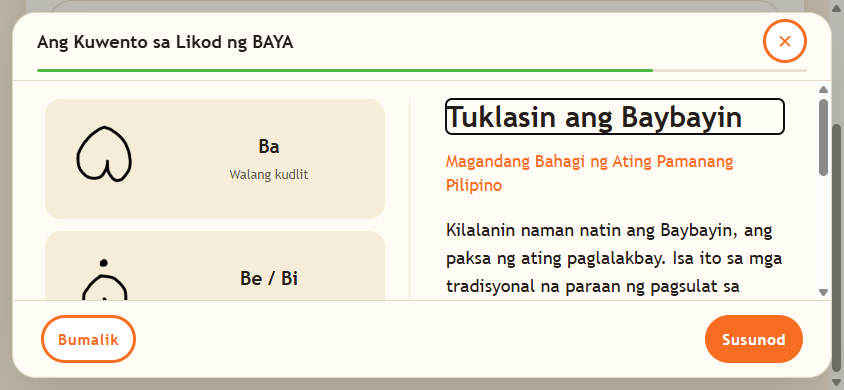 Ang Kuwento sa Likod ng BAYA
ᜊ
Ba
Walang kudlit
ᜊᜒ
Be / Bi
Tuklasin ang Baybayin
Magandang Bahagi ng Ating Pamanang
Pilipino
Kilalanin naman natin ang Baybayin, ang
paksa ng ating paglalakbay. Isa ito sa mga
tradisyonal na paraan ng pagsulat sa
Bumalik
Susunod